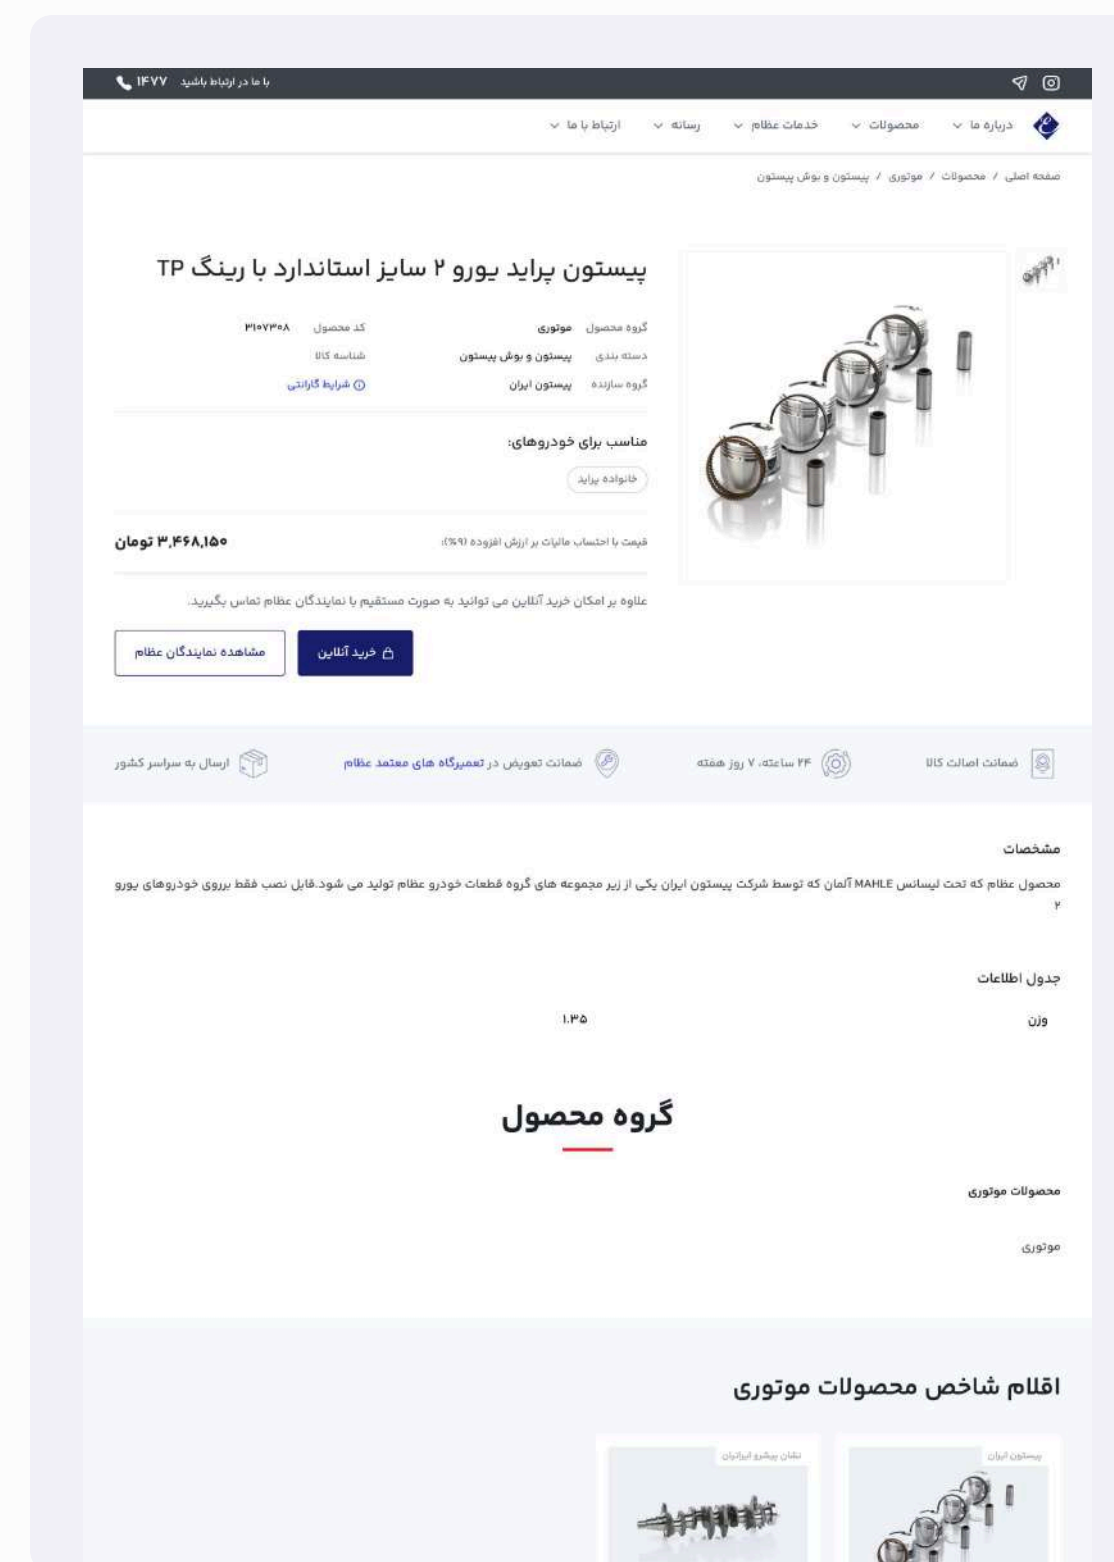 با ما در ارتباط باشید ۱۴۷۷
درباره ما محصولات خدمات عظام رسانه ارتباط با ما
صفحه اصلی / محصولات / موتوری / پیستون و بوش پیستون
پیستون پراید یورو ۲ سایز استاندارد با رینگ TP
گروه محصول موتوری کد محصول ۳۱۰۷۳۰۸
دسته بندی پیستون و بوش پیستون شناسه کالا
گروه سازنده پیستون ایران شرایط گارانتی
مناسب برای خودروهای:
خانواده پراید
قیمت با احتساب مالیات بر ارزش افزوده (۹%): ۳,۴۶۸,۱۵۰ تومان
علاوه بر امکان خرید آنلاین می توانید به صورت مستقیم با نمایندگان عظام تماس بگیرید.
خرید آنلاین مشاهده نمایندگان عظام
ضمانت اصالت کالا ۲۴ ساعته، ۷ روز هفته ضمانت تعویض در تعمیرگاه های معتمد عظام ارسال به سراسر کشور
مشخصات
محصول عظام که تحت لیسانس MAHLE آلمان که توسط شرکت پیستون ایران یکی از زیر مجموعه های گروه قطعات خودرو عظام تولید می شود.قابل نصب فقط برروی خودروهای یورو
۲
جدول اطلاعات
وزن ۱.۳۵
گروه محصول
محصولات موتوری
موتوری
اقلام شاخص محصولات موتوری
پیستون ایران نشان پیشرو ایرانیان